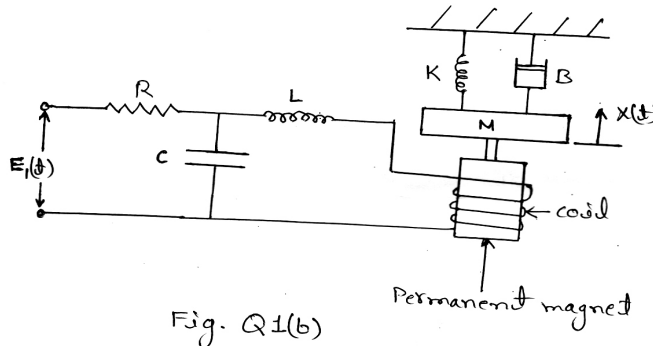 R
L
C
E₁(t)
K
B
M
X(t)
coil
Permanent magnet
Fig. Q1(b)